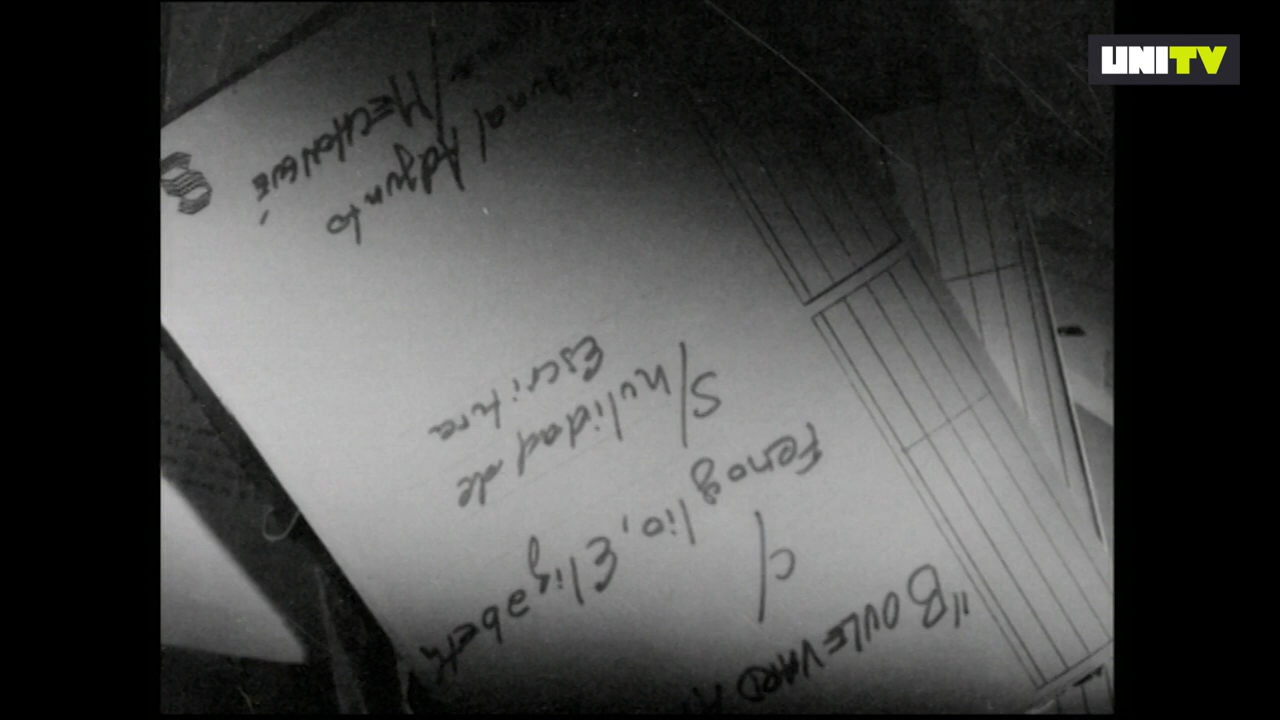 UNITV
"BOULEVARD
c/
Fenoglio, Elizabeth
S/nulidad de
Escritura
Adjunto